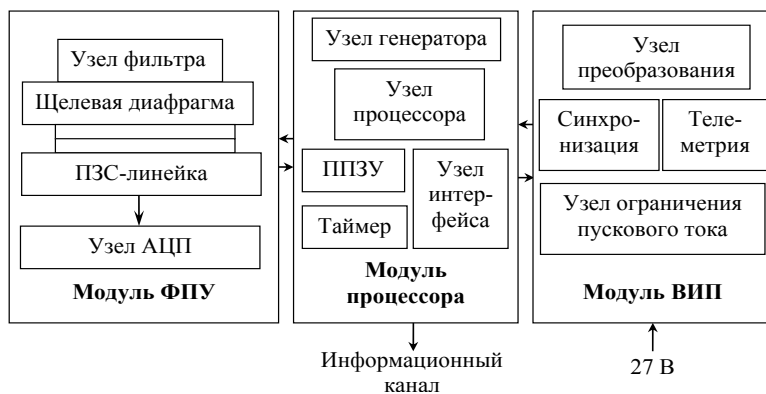 Узел фильтра
Щелевая диафрагма
ПЗС-линейка
Узел АЦП
Модуль ФПУ
Узел генератора
Узел
процессора
ППЗУ
Таймер
Узел
интер-
фейса
Модуль
процессора
Информационный
канал
Узел
преобразования
Синхро-
низация
Теле-
метрия
Узел ограничения
пускового тока
Модуль ВИП
27 В